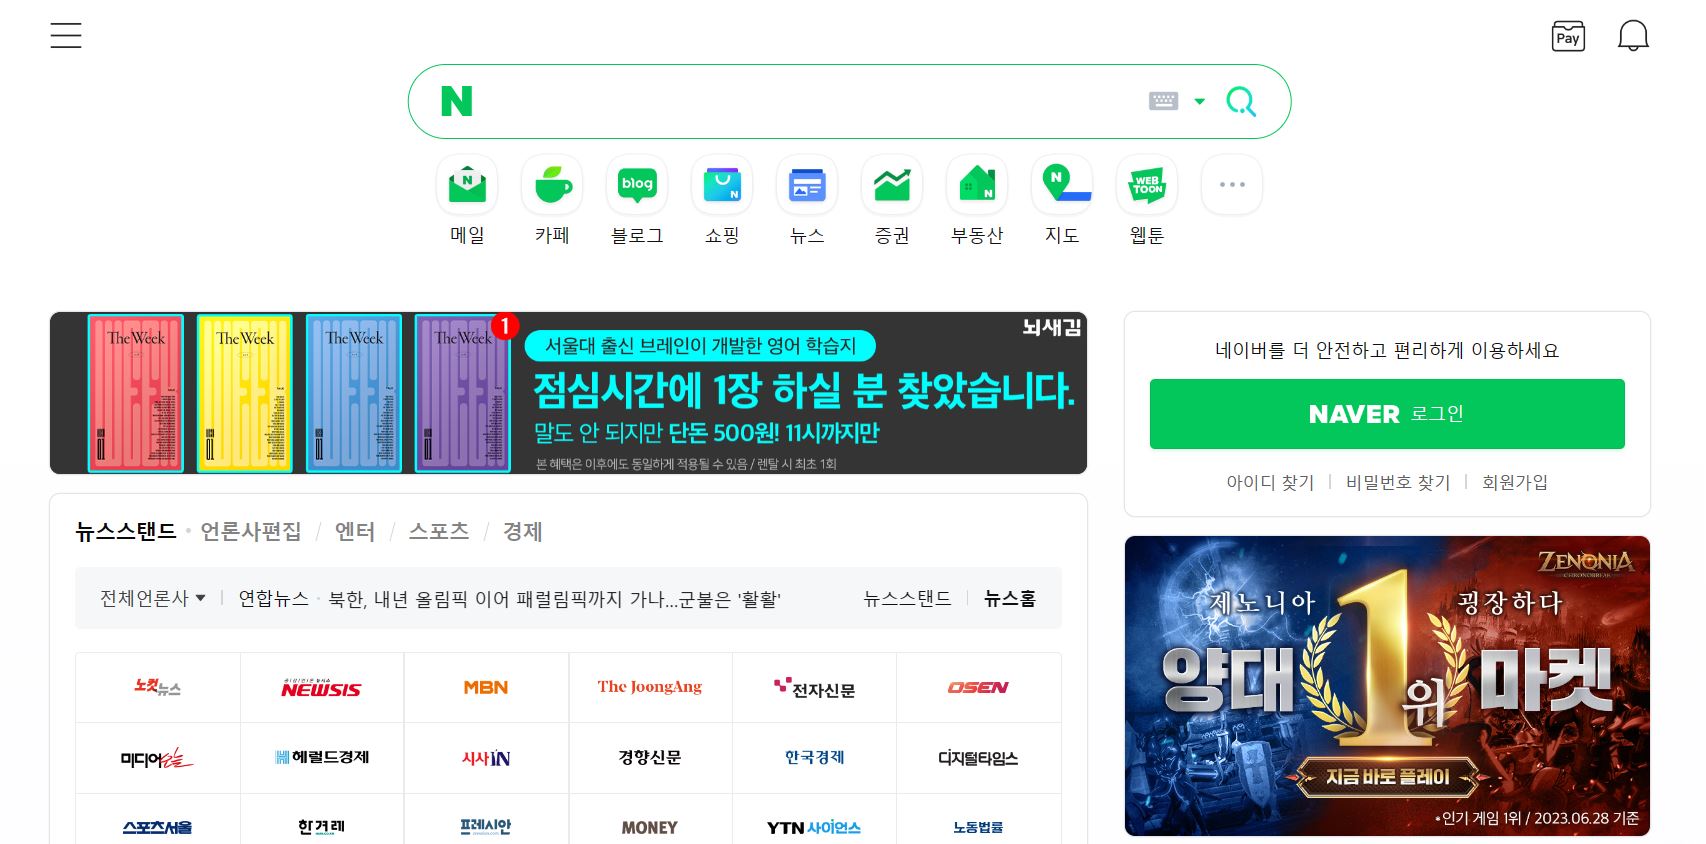 Pay
N
메일
카페
blog
블로그
쇼핑
뉴스
증권
부동산
지도
WEB TOON
웹툰
The Week
The Week
The Week
The Week
1
뇌새김
서울대 출신 브레인이 개발한 영어 학습지
점심시간에 1장 하실 분 찾았습니다.
말도 안 되지만 단돈 500원! 11시까지만
본 혜택은 이후에도 동일하게 적용될 수 있음 / 렌탈 시 최초 1회
네이버를 더 안전하고 편리하게 이용하세요
NAVER 로그인
아이디 찾기 | 비밀번호 찾기 | 회원가입
뉴스스탠드 · 언론사편집 / 엔터 / 스포츠 / 경제
전체언론사 | 연합뉴스 · 북한, 내년 올림픽 이어 패럴림픽까지 가나...군불은 '활활' 뉴스스탠드 | 뉴스홈
노컷뉴스 NEWSIS MBN The JoongAng 전자신문 OSEN
미디어오늘 헤럴드경제 시사IN 경향신문 한국경제 디지털타임스
스포츠서울 한겨레 프레시안 MONEY YTN 사이언스 노동법률
ZENONIA
CHRONOBREAK
제노니아 굉장하다
양대 1위 마켓
지금 바로 플레이
*인기 게임 1위 / 2023.06.28 기준